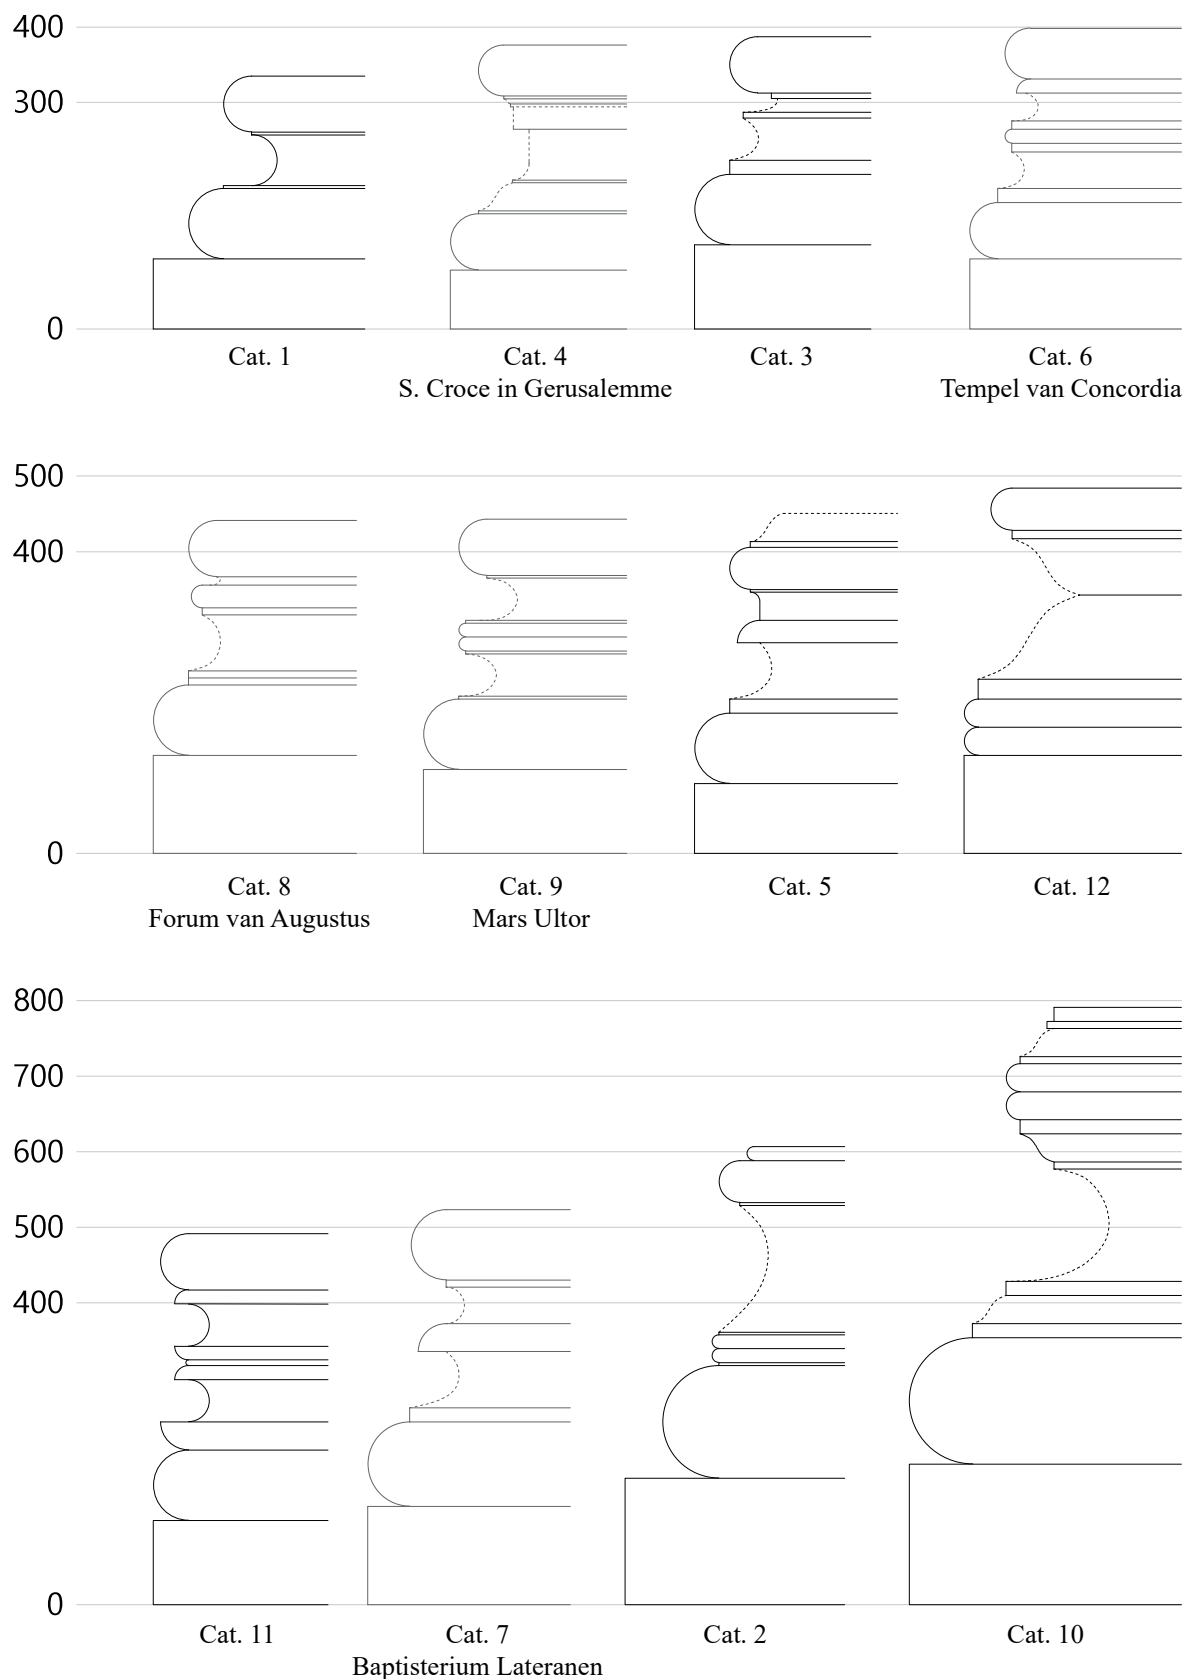 400
300
0
Cat. 1
Cat. 4
Cat. 3
Cat. 6
S. Croce in Gerusalemme
Tempel van Concordia
500
400
0
Cat. 8
Cat. 9
Cat. 5
Cat. 12
Forum van Augustus
Mars Ultor
800
700
600
500
400
0
Cat. 11
Cat. 7
Cat. 2
Cat. 10
Baptisterium Lateranen